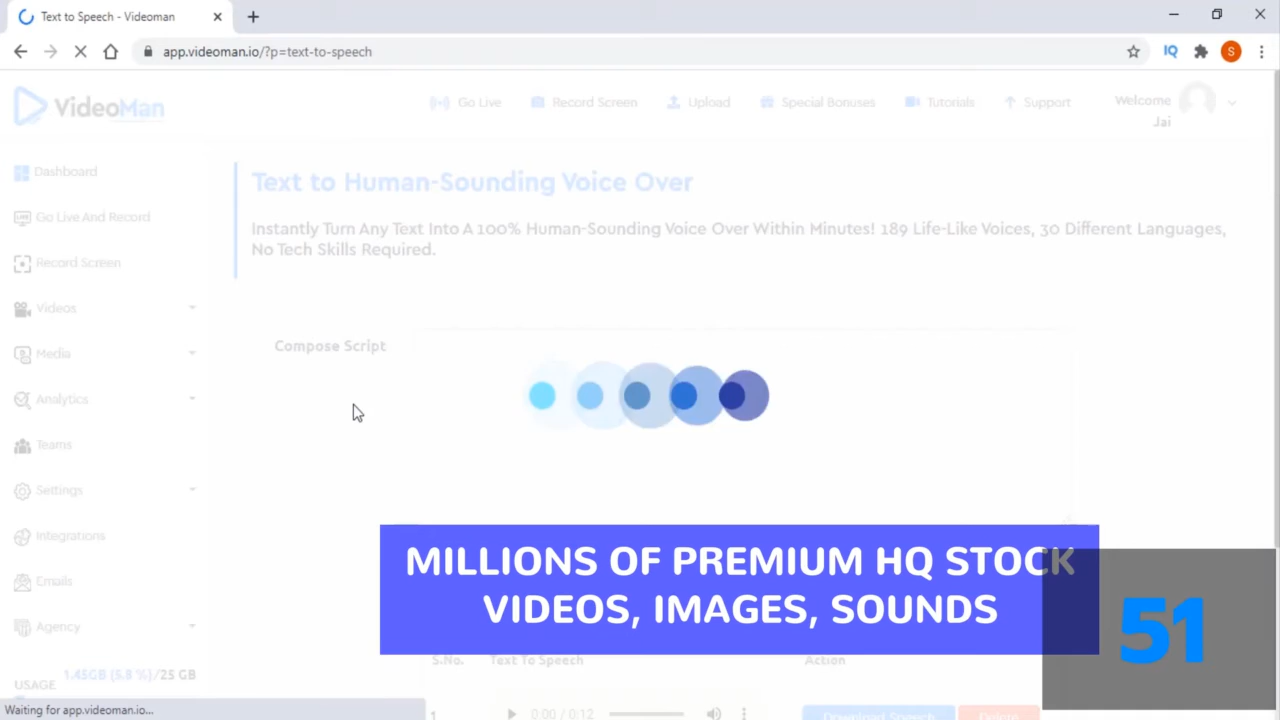 Text to Speech - Videoman
app.videoman.io/?p=text-to-speech
IQ
S
VideoMan
Go Live
Record Screen
Upload
Special Bonuses
Tutorials
Support
Welcome
Jai
Dashboard
Go Live And Record
Record Screen
Videos
Media
Analytics
Teams
Settings
Integrations
Emails
Agency
1.45GB (5.8 %)/25 GB
USAGE
Text to Human-Sounding Voice Over
Instantly Turn Any Text Into A 100% Human-Sounding Voice Over Within Minutes! 189 Life-Like Voices, 30 Different Languages,
No Tech Skills Required.
Compose Script
MILLIONS OF PREMIUM HQ STOCK
VIDEOS, IMAGES, SOUNDS
51
S.No. Text To Speech Action
1 0:00 / 0:12 Download Speech Delete
Waiting for app.videoman.io...